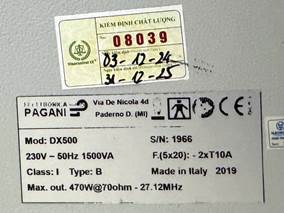 KIỂM ĐỊNH CHẤT LƯỢNG
08039
03-12-24
31-12-25
ELETTRONICA
PAGANI
Via De Nicola 4d
Paderno D. (MI)
Mod: DX500
S/N: 1966
230V ~ 50Hz 1500VA
F.(5x20): - 2xT10A
Class: I Type: B
Made in Italy 2019
Max. out. 470W@70ohm - 27.12MHz